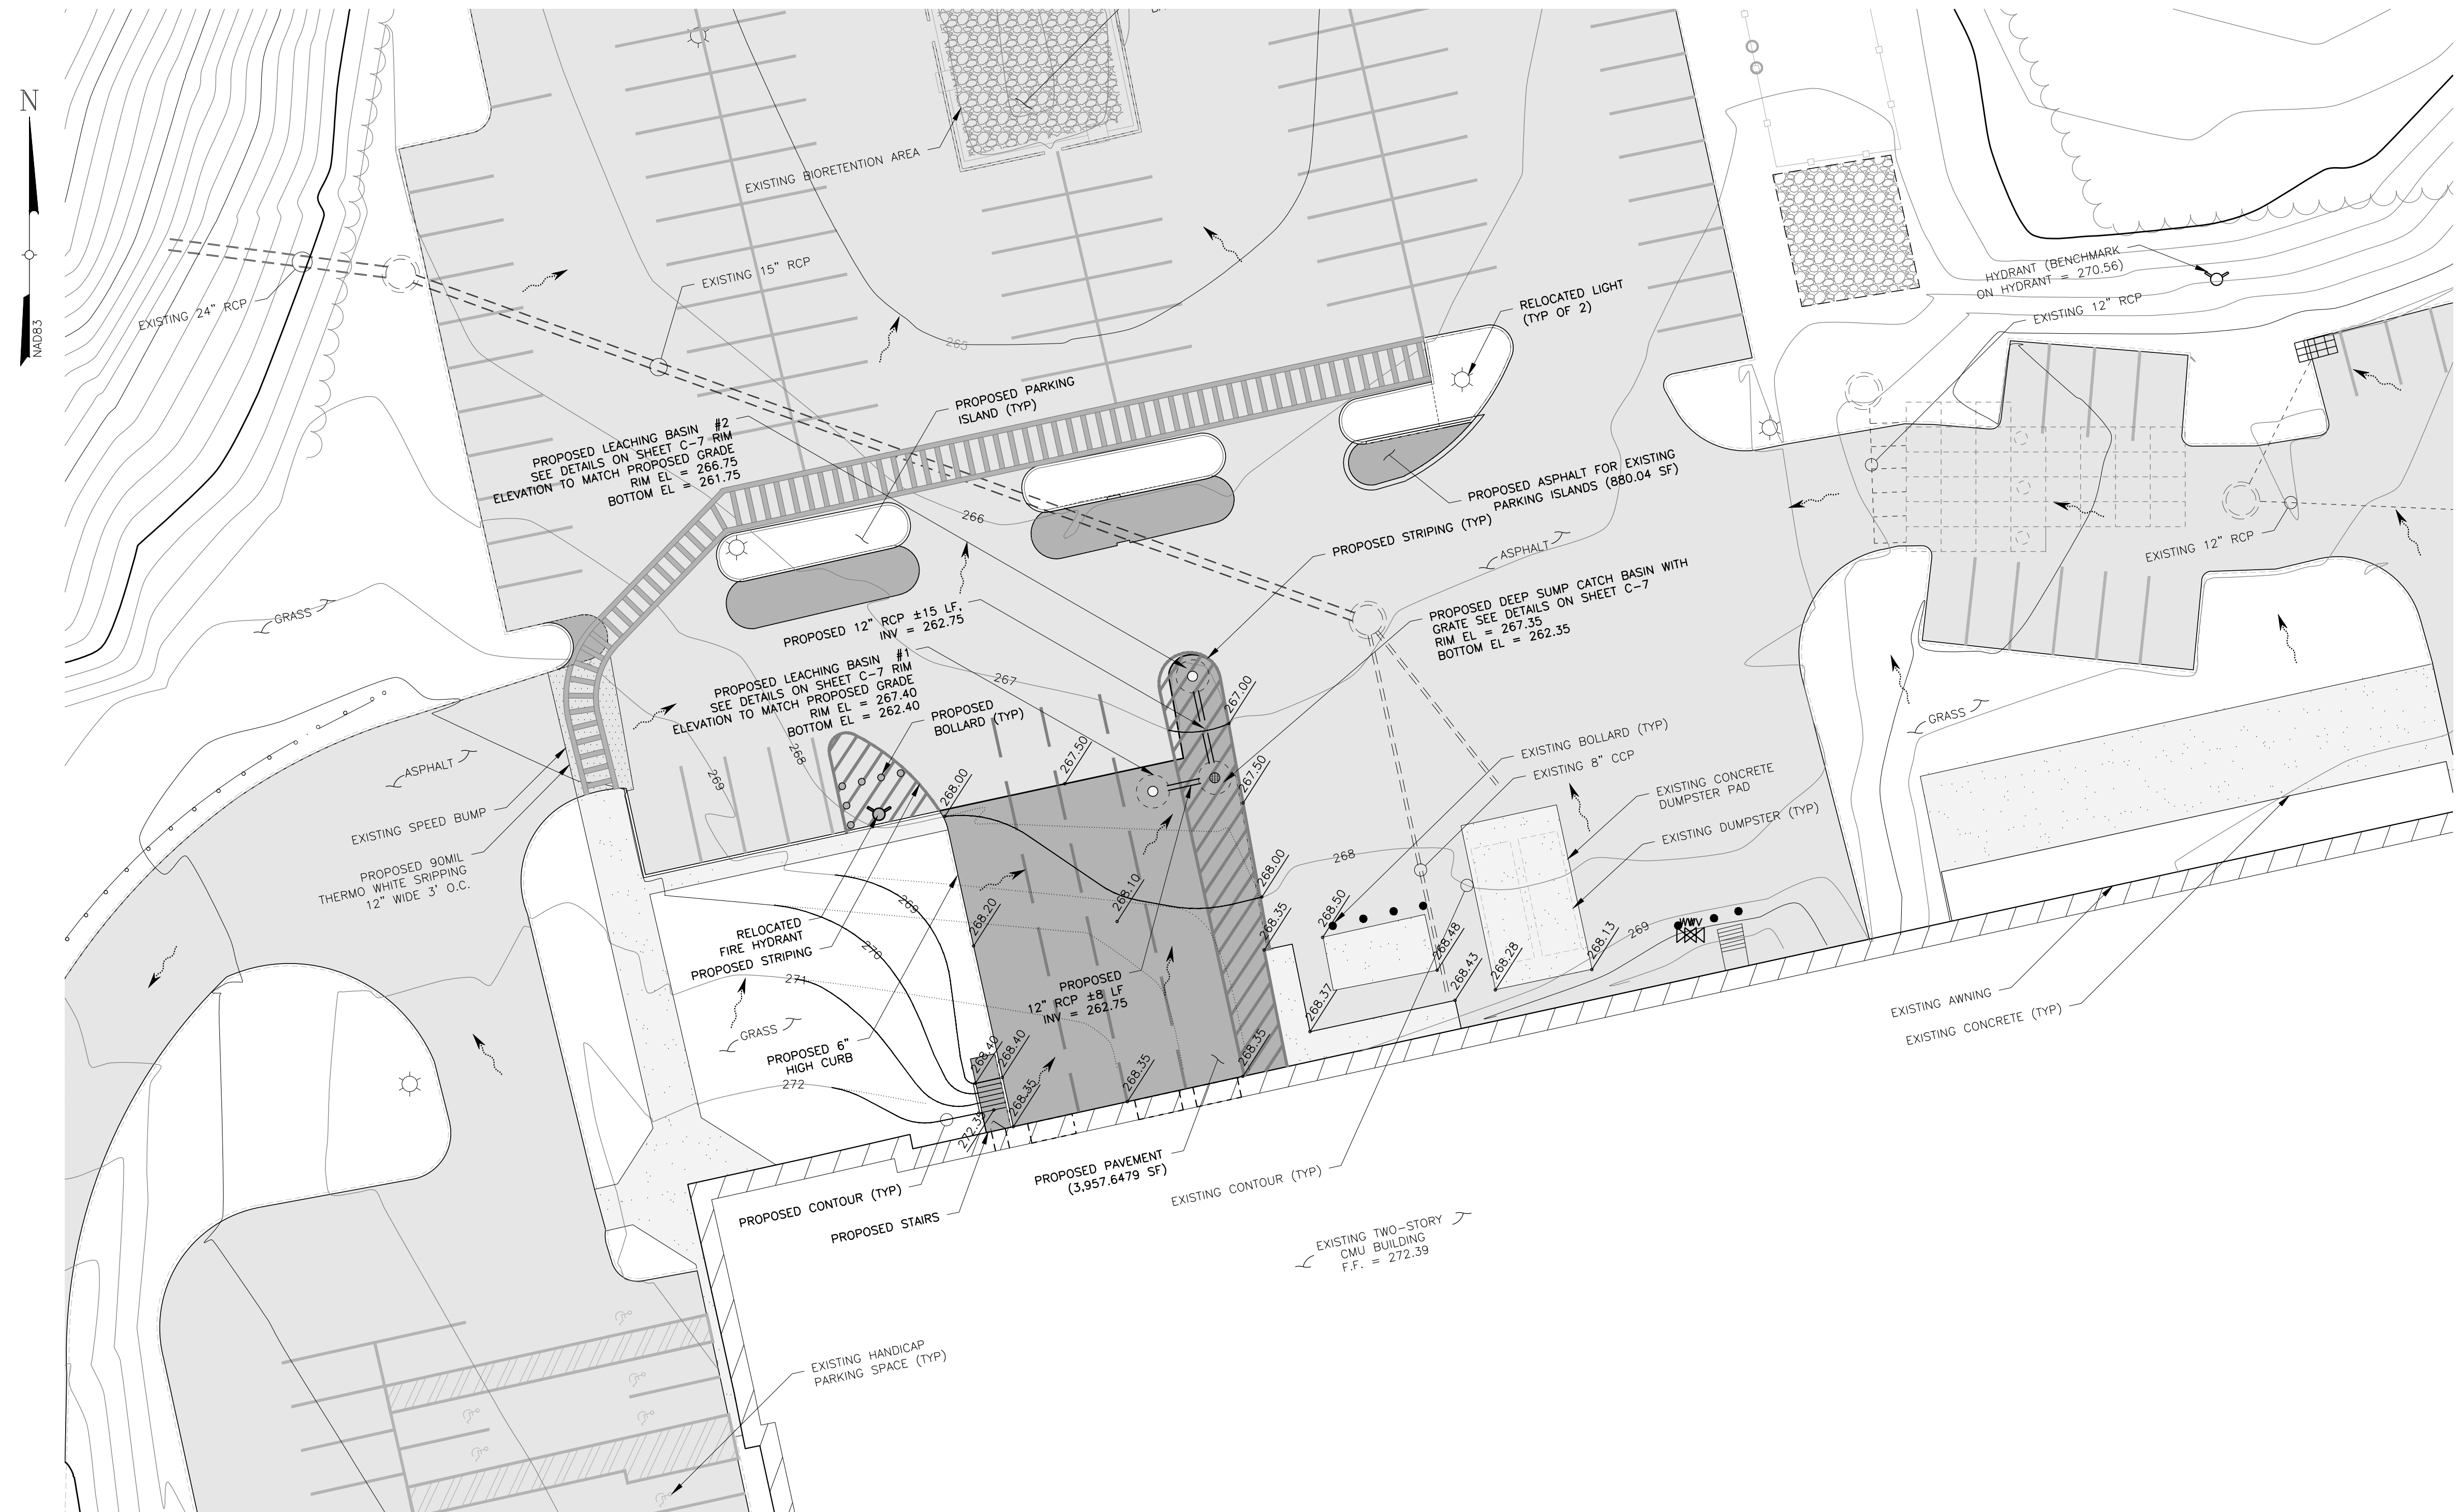 N
NAD83
EXISTING BIORETENTION AREA
EXISTING 24" RCP
EXISTING 15" RCP
HYDRANT (BENCHMARK
ON HYDRANT = 270.56)
EXISTING 12" RCP
RELOCATED LIGHT
(TYP OF 2)
265
PROPOSED PARKING
ISLAND (TYP)
PROPOSED LEACHING BASIN #2
SEE DETAILS ON SHEET C-7 RIM
ELEVATION TO MATCH PROPOSED GRADE
RIM EL = 266.75
BOTTOM EL = 261.75
PROPOSED ASPHALT FOR EXISTING
PARKING ISLANDS (880.04 SF)
266
PROPOSED STRIPING (TYP)
ASPHALT
EXISTING 12" RCP
GRASS
PROPOSED 12" RCP ±15 LF,
INV = 262.75
PROPOSED DEEP SUMP CATCH BASIN WITH
GRATE SEE DETAILS ON SHEET C-7
RIM EL = 267.35
BOTTOM EL = 262.35
PROPOSED LEACHING BASIN #1
SEE DETAILS ON SHEET C-7 RIM
ELEVATION TO MATCH PROPOSED GRADE
RIM EL = 267.40
BOTTOM EL = 262.40
267
267.00
PROPOSED
BOLLARD (TYP)
GRASS
268
269
267.50
267.50
268.00
ASPHALT
EXISTING BOLLARD (TYP)
EXISTING 8" CCP
EXISTING CONCRETE
DUMPSTER PAD
EXISTING DUMPSTER (TYP)
EXISTING SPEED BUMP
PROPOSED 90MIL
THERMO WHITE SRIPPING
12" WIDE 3' O.C.
268.00
268
268.10
268.20
268.35
268.50
268.48
268.43
268.28
268.13
269
268.37
269
270
271
272
RELOCATED
FIRE HYDRANT
PROPOSED STRIPING
GRASS
PROPOSED 6"
HIGH CURB
PROPOSED
12" RCP ±8 LF
INV = 262.75
268.40
268.40
268.35
268.35
268.35
272.35
EXISTING AWNING
EXISTING CONCRETE (TYP)
PROPOSED PAVEMENT
(3,957.6479 SF)
EXISTING CONTOUR (TYP)
PROPOSED CONTOUR (TYP)
PROPOSED STAIRS
EXISTING TWO-STORY
CMU BUILDING
F.F. = 272.39
EXISTING HANDICAP
PARKING SPACE (TYP)